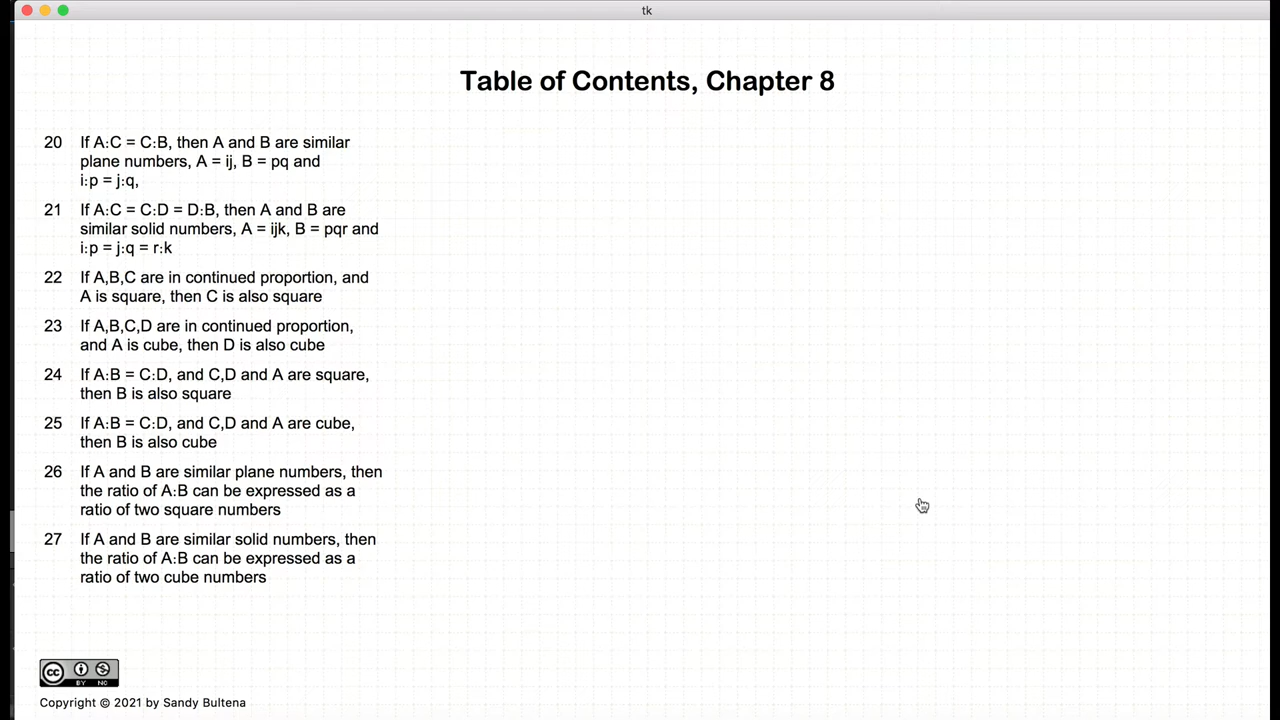 tk
Table of Contents, Chapter 8
20 If A:C = C:B, then A and B are similar
plane numbers, A = ij, B = pq and
i:p = j:q,
21 If A:C = C:D = D:B, then A and B are
similar solid numbers, A = ijk, B = pqr and
i:p = j:q = r:k
22 If A,B,C are in continued proportion, and
A is square, then C is also square
23 If A,B,C,D are in continued proportion,
and A is cube, then D is also cube
24 If A:B = C:D, and C,D and A are square,
then B is also square
25 If A:B = C:D, and C,D and A are cube,
then B is also cube
26 If A and B are similar plane numbers, then
the ratio of A:B can be expressed as a
ratio of two square numbers
27 If A and B are similar solid numbers, then
the ratio of A:B can be expressed as a
ratio of two cube numbers
cc BY NC
Copyright © 2021 by Sandy Bultena